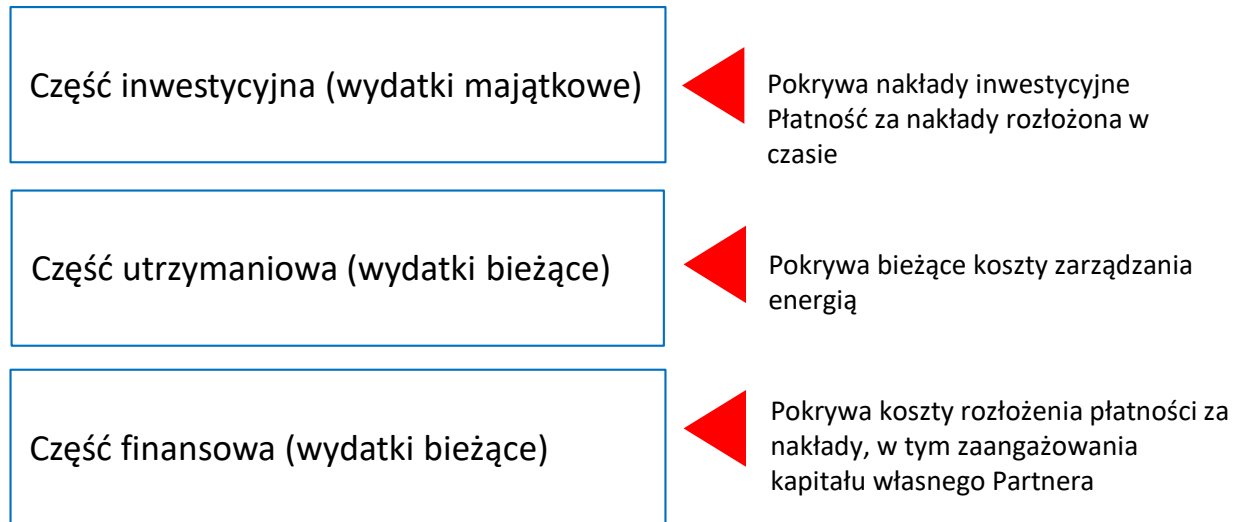 Część inwestycyjna (wydatki majątkowe)
Pokrywa nakłady inwestycyjne
Płatność za nakłady rozłożona w
czasie
Część utrzymaniowa (wydatki bieżące)
Pokrywa bieżące koszty zarządzania
energią
Część finansowa (wydatki bieżące)
Pokrywa koszty rozłożenia płatności za
nakłady, w tym zaangażowania
kapitału własnego Partnera